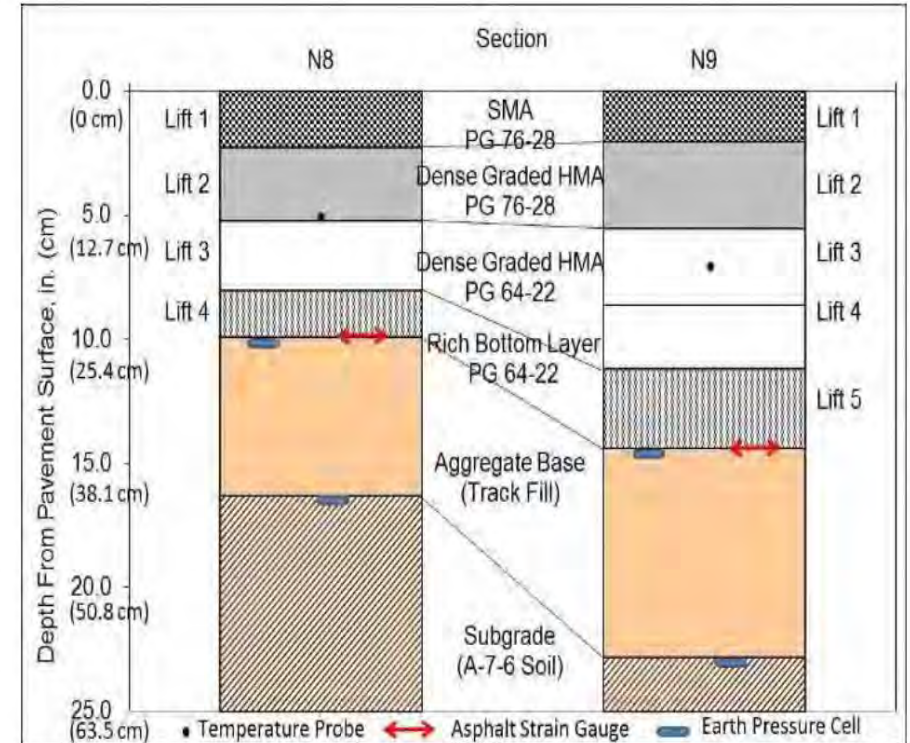 Section
N8
N9
Depth From Pavement Surface, in. (cm)
0.0
(0 cm)
5.0
(12.7 cm)
10.0
(25.4 cm)
15.0
(38.1 cm)
20.0
(50.8 cm)
25.0
(63.5 cm)
Lift 1
Lift 2
Lift 3
Lift 4
SMA
PG 76-28
Dense Graded HMA
PG 76-28
Dense Graded HMA
PG 64-22
Rich Bottom Layer
PG 64-22
Aggregate Base
(Track Fill)
Subgrade
(A-7-6 Soil)
Lift 1
Lift 2
Lift 3
Lift 4
Lift 5
Temperature Probe
Asphalt Strain Gauge
Earth Pressure Cell